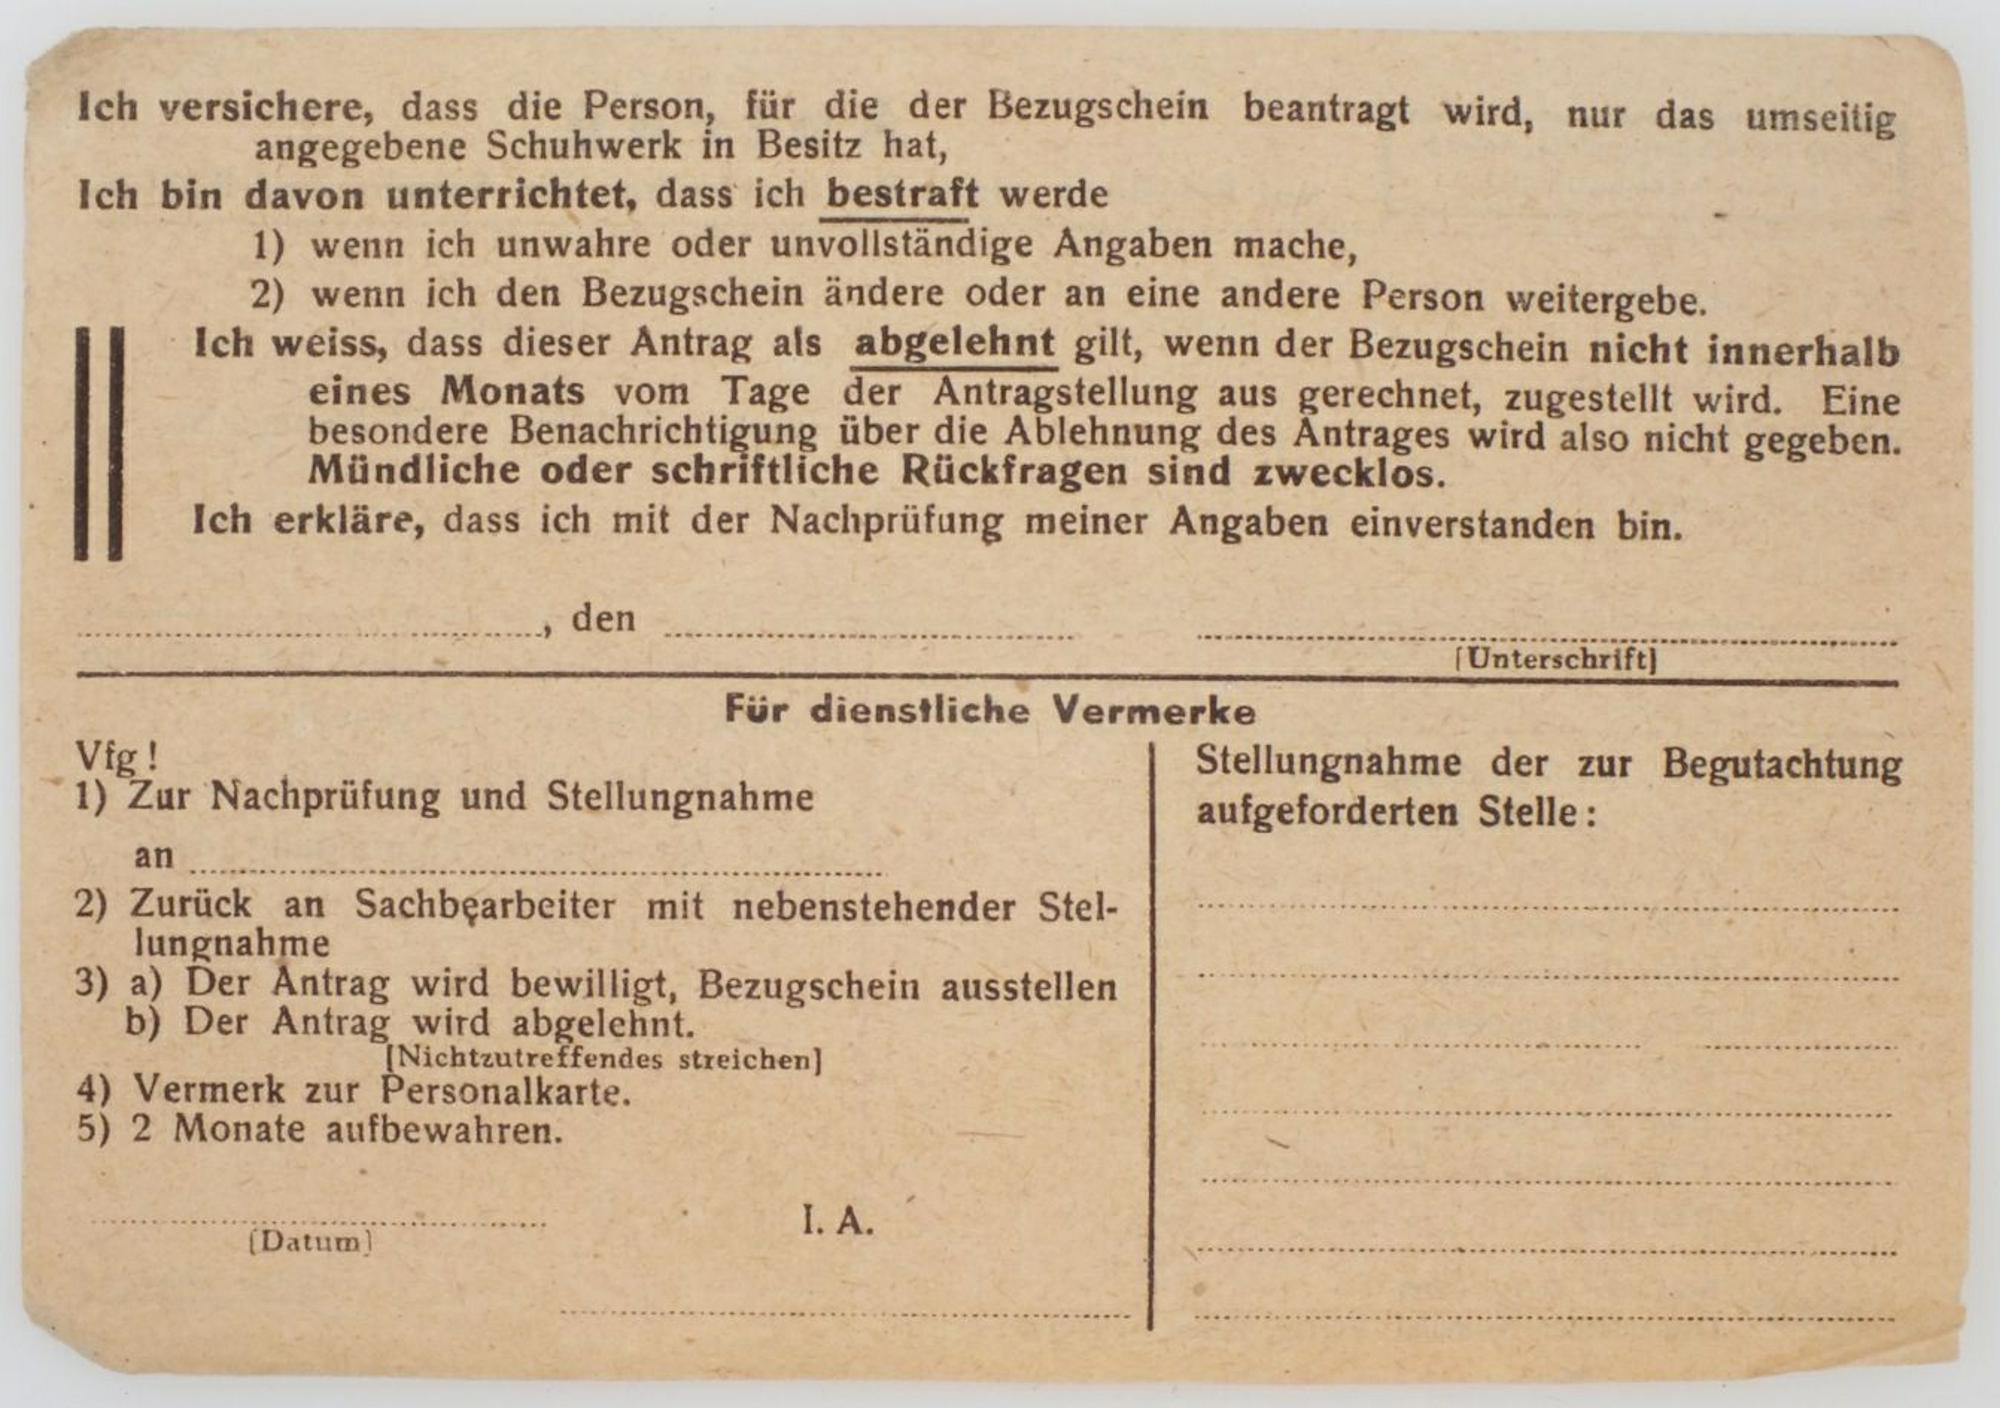 Ich versichere, dass die Person, für die der Bezugschein beantragt wird, nur das umseitig
angegebene Schuhwerk in Besitz hat,
Ich bin davon unterrichtet, dass ich bestraft werde
1) wenn ich unwahre oder unvollständige Angaben mache,
2) wenn ich den Bezugschein ändere oder an eine andere Person weitergebe.
Ich weiss, dass dieser Antrag als abgelehnt gilt, wenn der Bezugschein nicht innerhalb
eines Monats vom Tage der Antragstellung aus gerechnet, zugestellt wird. Eine
besondere Benachrichtigung über die Ablehnung des Antrages wird also nicht gegeben.
Mündliche oder schriftliche Rückfragen sind zwecklos.
Ich erkläre, dass ich mit der Nachprüfung meiner Angaben einverstanden bin.
, den
[Unterschrift]
Für dienstliche Vermerke
Vfg!
1) Zur Nachprüfung und Stellungnahme
an
2) Zurück an Sachbearbeiter mit nebenstehender Stel-
lungnahme
3) a) Der Antrag wird bewilligt, Bezugschein ausstellen
b) Der Antrag wird abgelehnt.
[Nichtzutreffendes streichen]
4) Vermerk zur Personalkarte.
5) 2 Monate aufbewahren.
(Datum)
I. A.
Stellungnahme der zur Begutachtung
aufgeforderten Stelle: